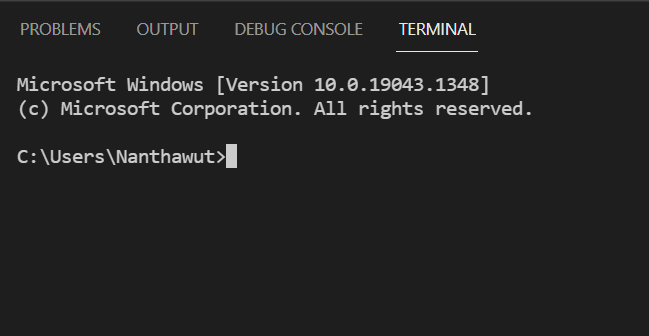 PROBLEMS OUTPUT DEBUG CONSOLE TERMINAL
Microsoft Windows [Version 10.0.19043.1348]
(c) Microsoft Corporation. All rights reserved.
C:\Users\Nanthawut>